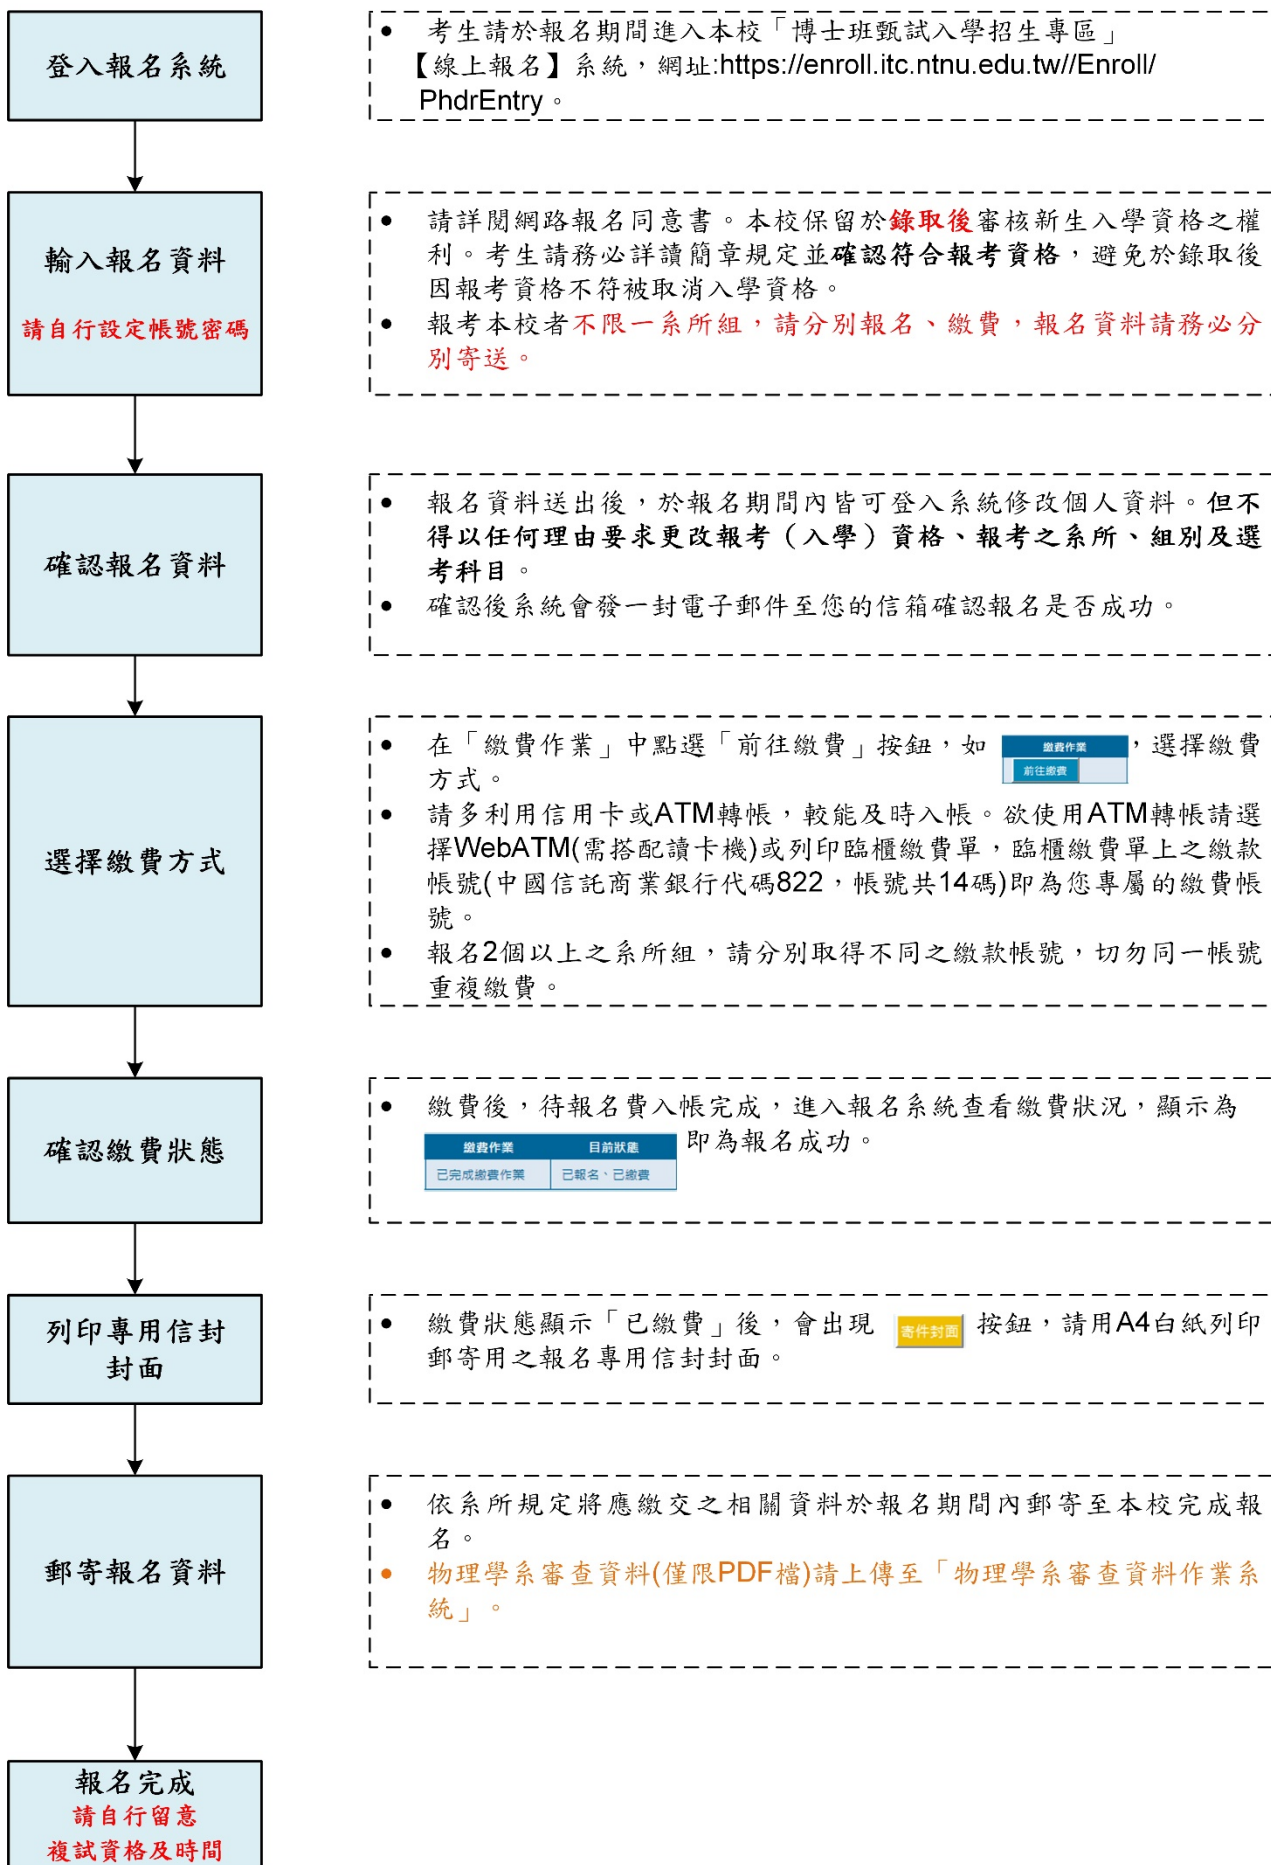 登入報名系統
● 考生請於報名期間進入本校「博士班甄試入學招生專區」
【線上報名】系統，網址:https://enroll.itc.ntnu.edu.tw//Enroll/
PhdrEntry。
輸入報名資料
請自行設定帳號密碼
● 請詳閱網路報名同意書。本校保留於錄取後審核新生入學資格之權
利。考生請務必詳讀簡章規定並確認符合報考資格，避免於錄取後
因報考資格不符被取消入學資格。
● 報考本校者不限一系所組，請分別報名、繳費，報名資料請務必分
別寄送。
確認報名資料
● 報名資料送出後，於報名期間內皆可登入系統修改個人資料。但不
得以任何理由要求更改報考（入學）資格、報考之系所、組別及選
考科目。
● 確認後系統會發一封電子郵件至您的信箱確認報名是否成功。
選擇繳費方式
● 在「繳費作業」中點選「前往繳費」按鈕，如 繳費作業 ，選擇繳費
前往繳費
方式。
● 請多利用信用卡或ATM轉帳，較能及時入帳。欲使用ATM轉帳請選
擇WebATM(需搭配讀卡機)或列印臨櫃繳費單，臨櫃繳費單上之繳款
帳號(中國信託商業銀行代碼822，帳號共14碼)即為您專屬的繳費帳
號。
● 報名2個以上之系所組，請分別取得不同之繳款帳號，切勿同一帳號
重複繳費。
確認繳費狀態
● 繳費後，待報名費入帳完成，進入報名系統查看繳費狀況，顯示為
繳費作業 目前狀態 即為報名成功。
已完成繳費作業 已報名、已繳費
列印專用信封
封面
● 繳費狀態顯示「已繳費」後，會出現 寄件封面 按鈕，請用A4白紙列印
郵寄用之報名專用信封封面。
郵寄報名資料
● 依系所規定將應繳交之相關資料於報名期間內郵寄至本校完成報
名。
● 物理學系審查資料(僅限PDF檔)請上傳至「物理學系審查資料作業系
統」。
報名完成
請自行留意
複試資格及時間